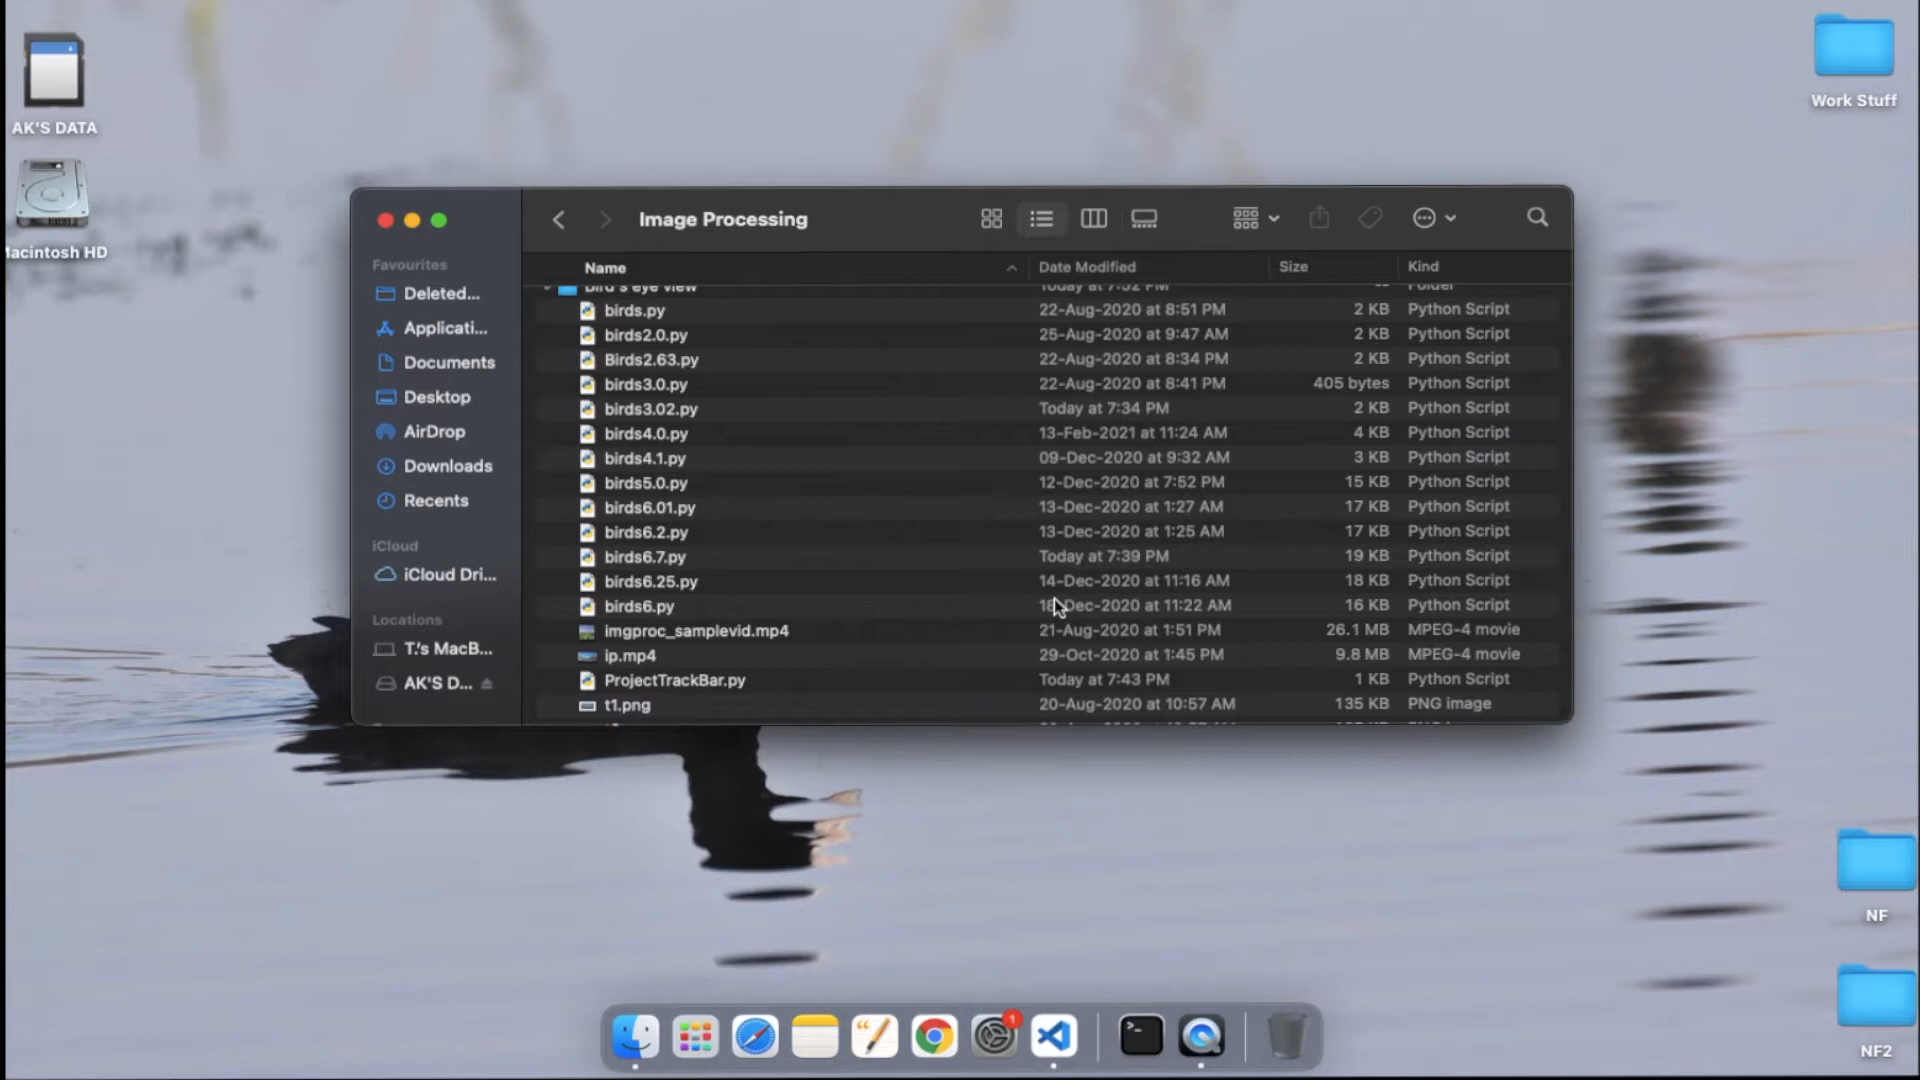 AK'S DATA
Macintosh HD
Work Stuff
Image Processing
Favourites
Deleted...
Applicati...
Documents
Desktop
AirDrop
Downloads
Recents
iCloud
iCloud Dri...
Locations
T.'s MacB...
AK'S D...
Name Date Modified Size Kind
Bird's eye view Today at 7:52 PM -- Folder
birds.py 22-Aug-2020 at 8:51 PM 2 KB Python Script
birds2.0.py 25-Aug-2020 at 9:47 AM 2 KB Python Script
Birds2.63.py 22-Aug-2020 at 8:34 PM 2 KB Python Script
birds3.0.py 22-Aug-2020 at 8:41 PM 405 bytes Python Script
birds3.02.py Today at 7:34 PM 2 KB Python Script
birds4.0.py 13-Feb-2021 at 11:24 AM 4 KB Python Script
birds4.1.py 09-Dec-2020 at 9:32 AM 3 KB Python Script
birds5.0.py 12-Dec-2020 at 7:52 PM 15 KB Python Script
birds6.01.py 13-Dec-2020 at 1:27 AM 17 KB Python Script
birds6.2.py 13-Dec-2020 at 1:25 AM 17 KB Python Script
birds6.7.py Today at 7:39 PM 19 KB Python Script
birds6.25.py 14-Dec-2020 at 11:16 AM 18 KB Python Script
birds6.py 18-Dec-2020 at 11:22 AM 16 KB Python Script
imgproc_samplevid.mp4 21-Aug-2020 at 1:51 PM 26.1 MB MPEG-4 movie
ip.mp4 29-Oct-2020 at 1:45 PM 9.8 MB MPEG-4 movie
ProjectTrackBar.py Today at 7:43 PM 1 KB Python Script
t1.png 20-Aug-2020 at 10:57 AM 135 KB PNG image
NF
NF2
1